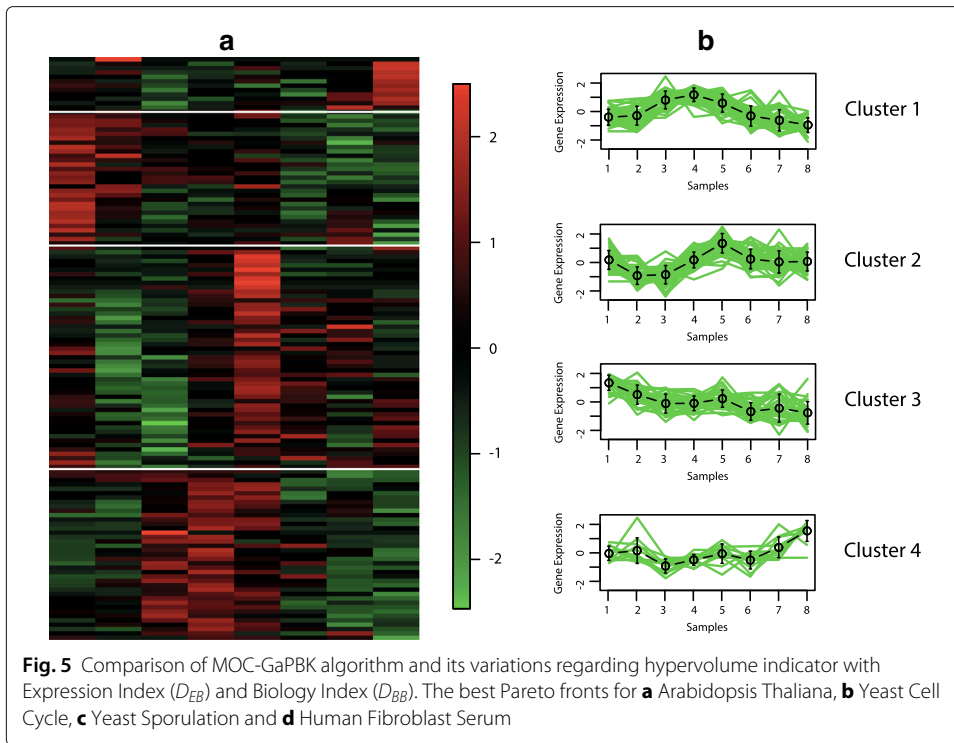 a
b
2
1
0
-1
-2
Gene Expression
2
0
-2
1 2 3 4 5 6 7 8
Samples
Cluster 1
Gene Expression
2
0
-2
1 2 3 4 5 6 7 8
Samples
Cluster 2
Gene Expression
2
0
-2
1 2 3 4 5 6 7 8
Samples
Cluster 3
Gene Expression
2
0
-2
1 2 3 4 5 6 7 8
Samples
Cluster 4
Fig. 5 Comparison of MOC-GaPBK algorithm and its variations regarding hypervolume indicator with
Expression Index (D_EB) and Biology Index (D_BB). The best Pareto fronts for a Arabidopsis Thaliana, b Yeast Cell
Cycle, c Yeast Sporulation and d Human Fibroblast Serum